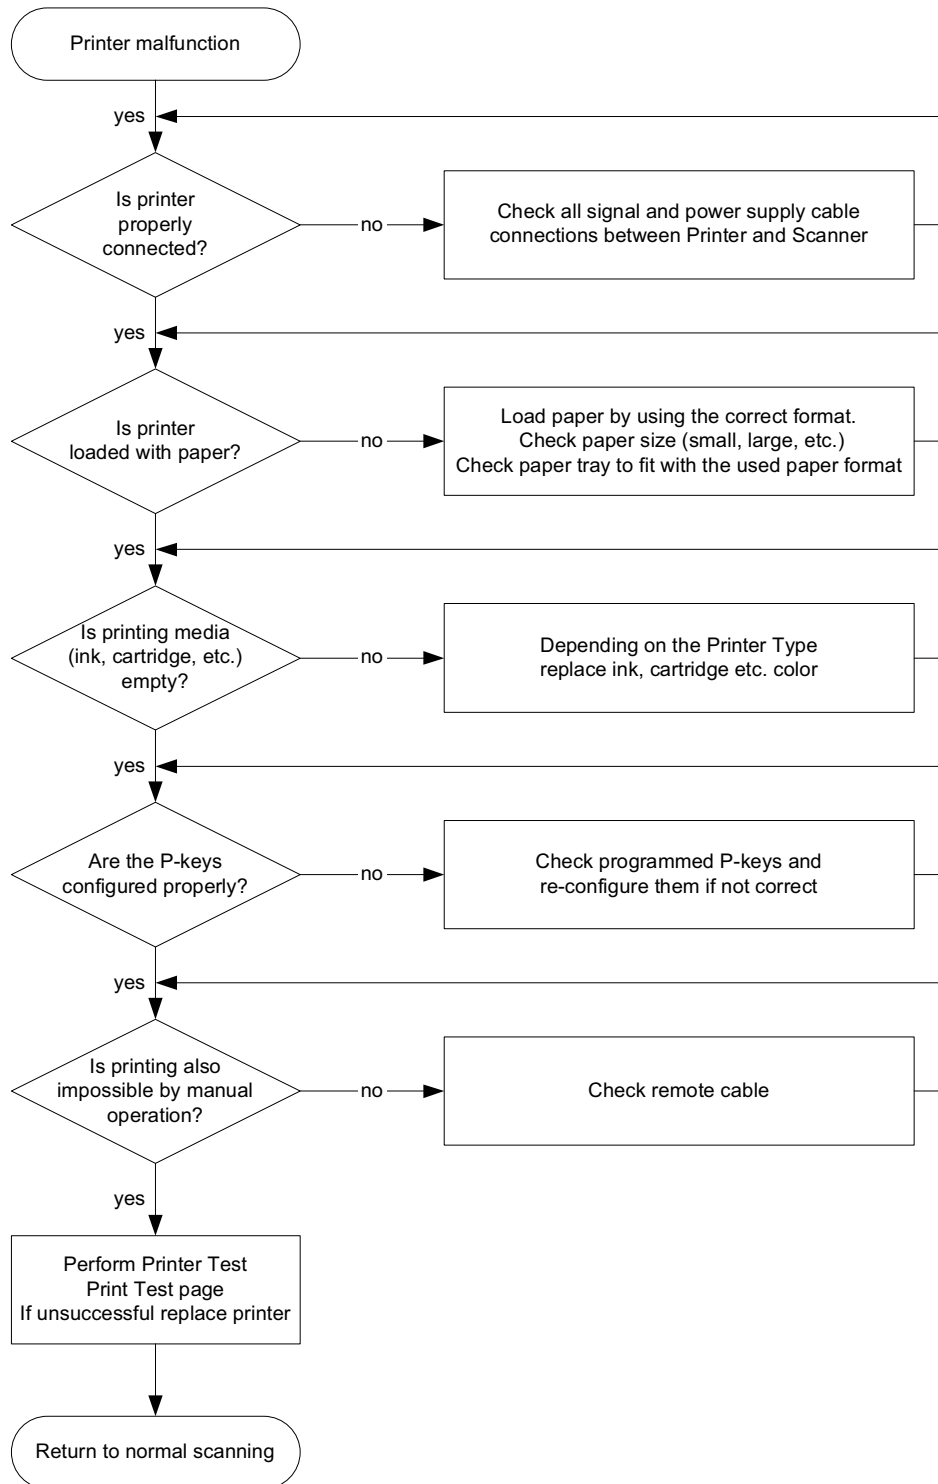 Printer malfunction
yes
Is printer
properly
connected?
no
Check all signal and power supply cable
connections between Printer and Scanner
yes
Is printer
loaded with paper?
no
Load paper by using the correct format.
Check paper size (small, large, etc.)
Check paper tray to fit with the used paper format
yes
Is printing media
(ink, cartridge, etc.)
empty?
no
Depending on the Printer Type
replace ink, cartridge etc. color
yes
Are the P-keys
configured properly?
no
Check programmed P-keys and
re-configure them if not correct
yes
Is printing also
impossible by manual
operation?
no
Check remote cable
yes
Perform Printer Test
Print Test page
If unsuccessful replace printer
Return to normal scanning